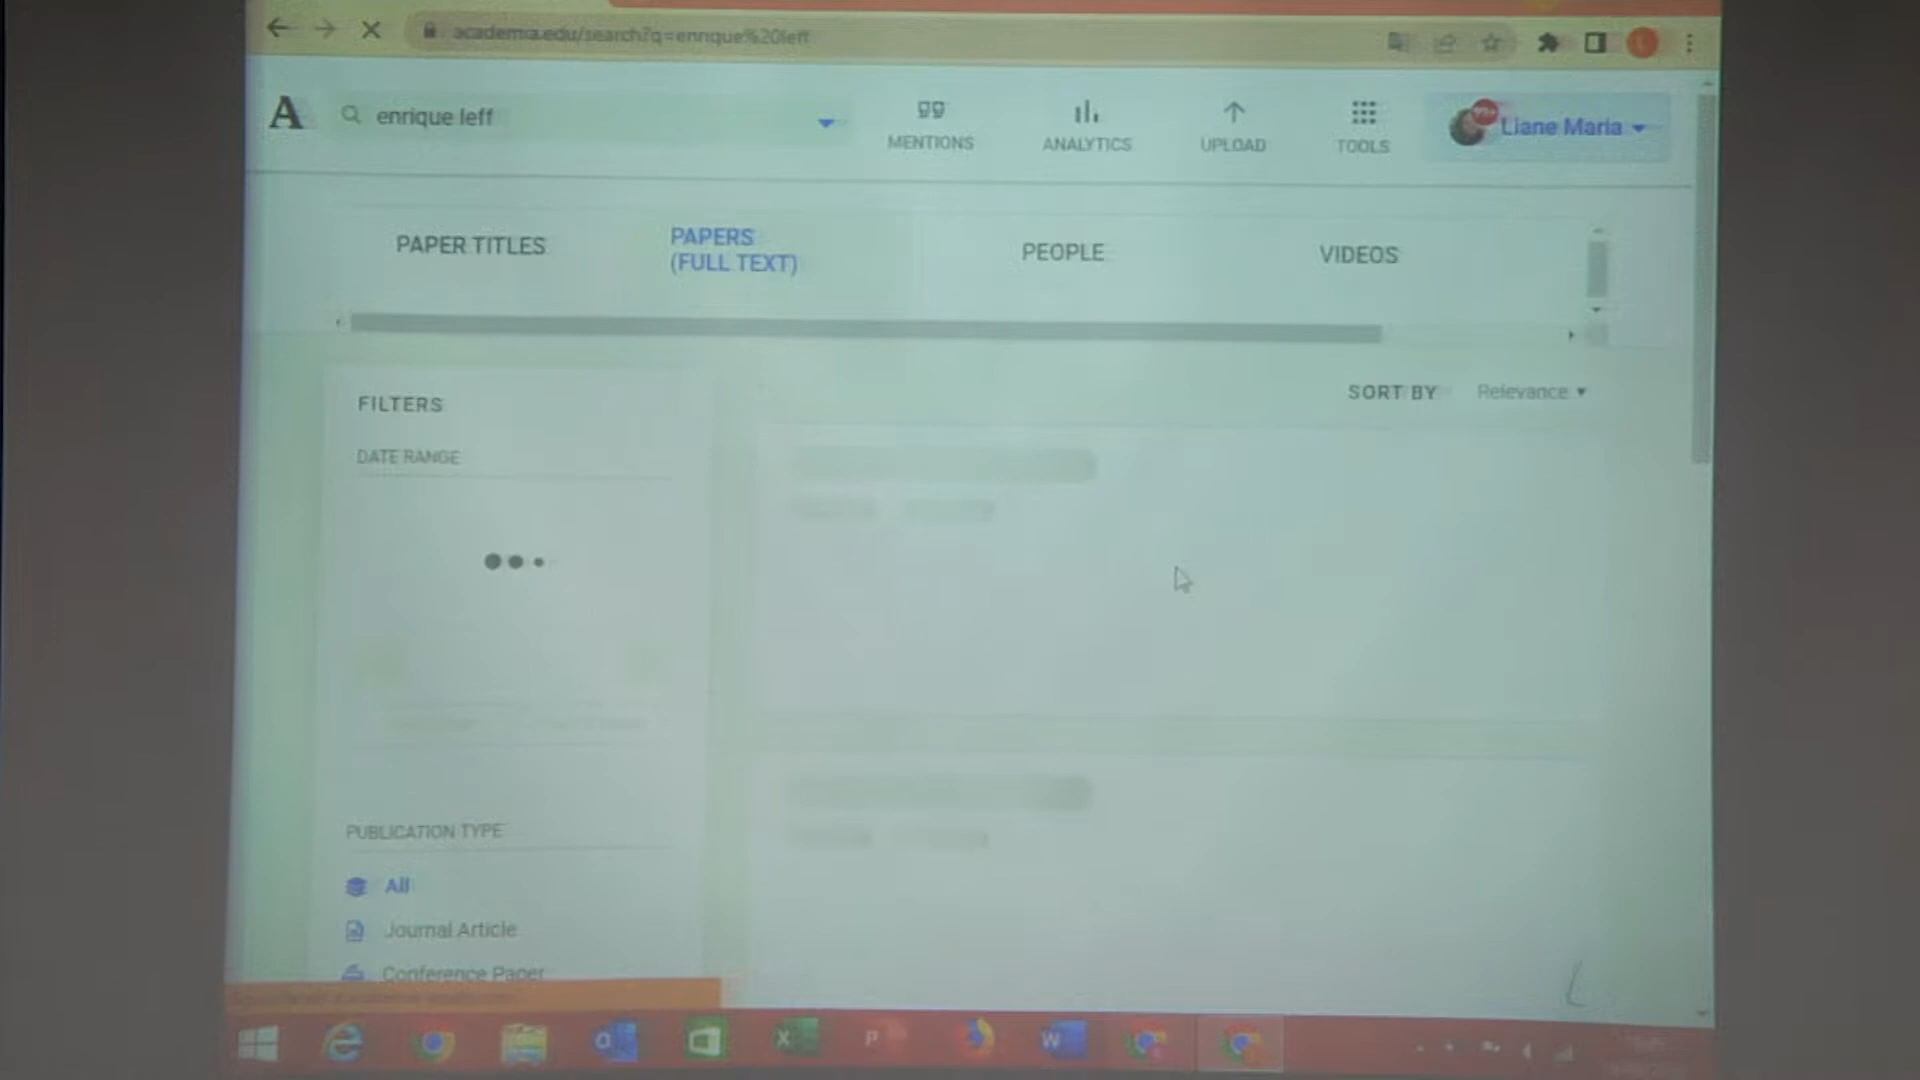 academia.edu/search?q=enrique%20leff
A
enrique leff
MENTIONS
ANALYTICS
UPLOAD
TOOLS
Liane Maria
PAPER TITLES
PAPERS
(FULL TEXT)
PEOPLE
VIDEOS
SORT BY
Relevance
FILTERS
DATE RANGE
PUBLICATION TYPE
All
Journal Article
Conference Paper